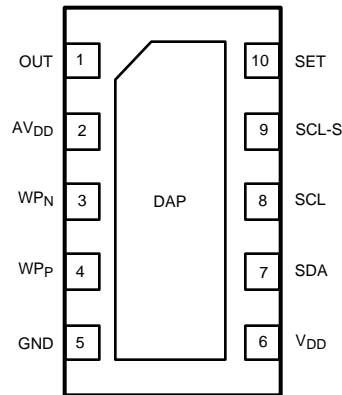 OUT 1 10 SET
AVDD 2 9 SCL-S
WPN 3 DAP 8 SCL
WPP 4 7 SDA
GND 5 6 VDD